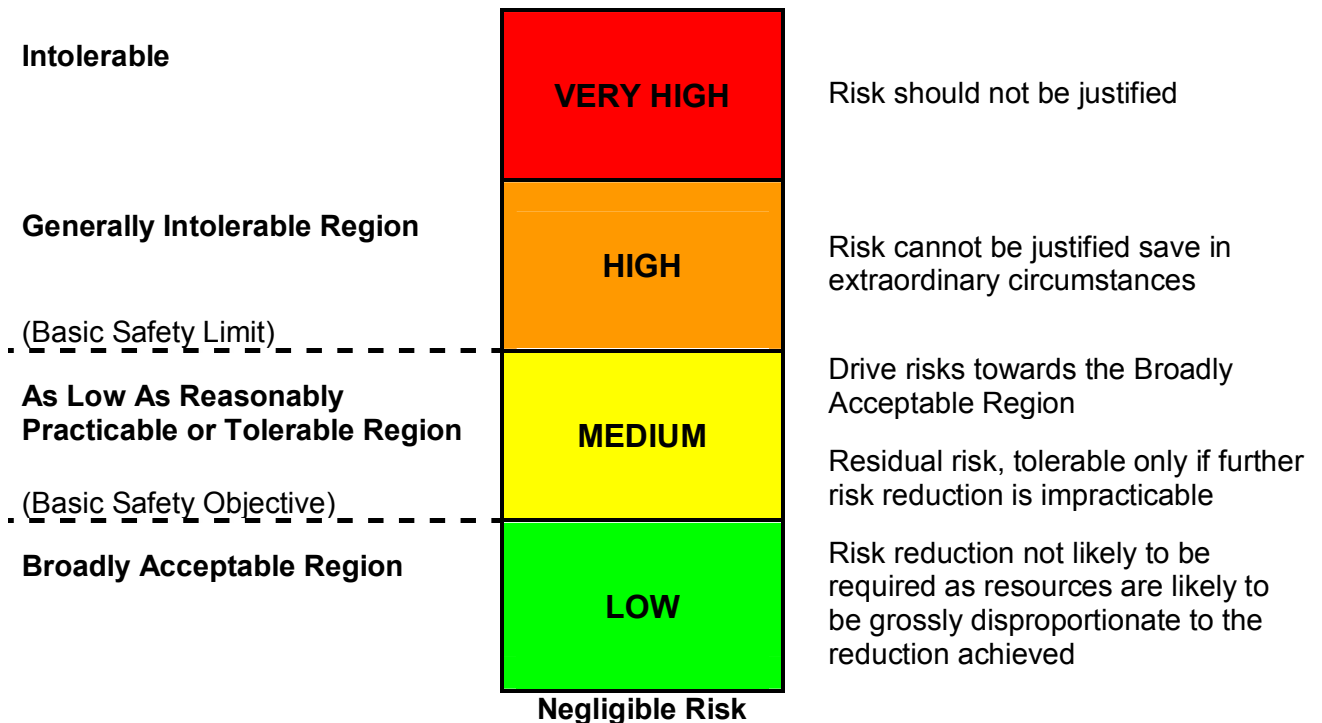 Intolerable
VERY HIGH
Risk should not be justified
Generally Intolerable Region
HIGH
Risk cannot be justified save in
extraordinary circumstances
(Basic Safety Limit)
As Low As Reasonably
Practicable or Tolerable Region
MEDIUM
Drive risks towards the Broadly
Acceptable Region
Residual risk, tolerable only if further
risk reduction is impracticable
(Basic Safety Objective)
Broadly Acceptable Region
LOW
Risk reduction not likely to be
required as resources are likely to
be grossly disproportionate to the
reduction achieved
Negligible Risk